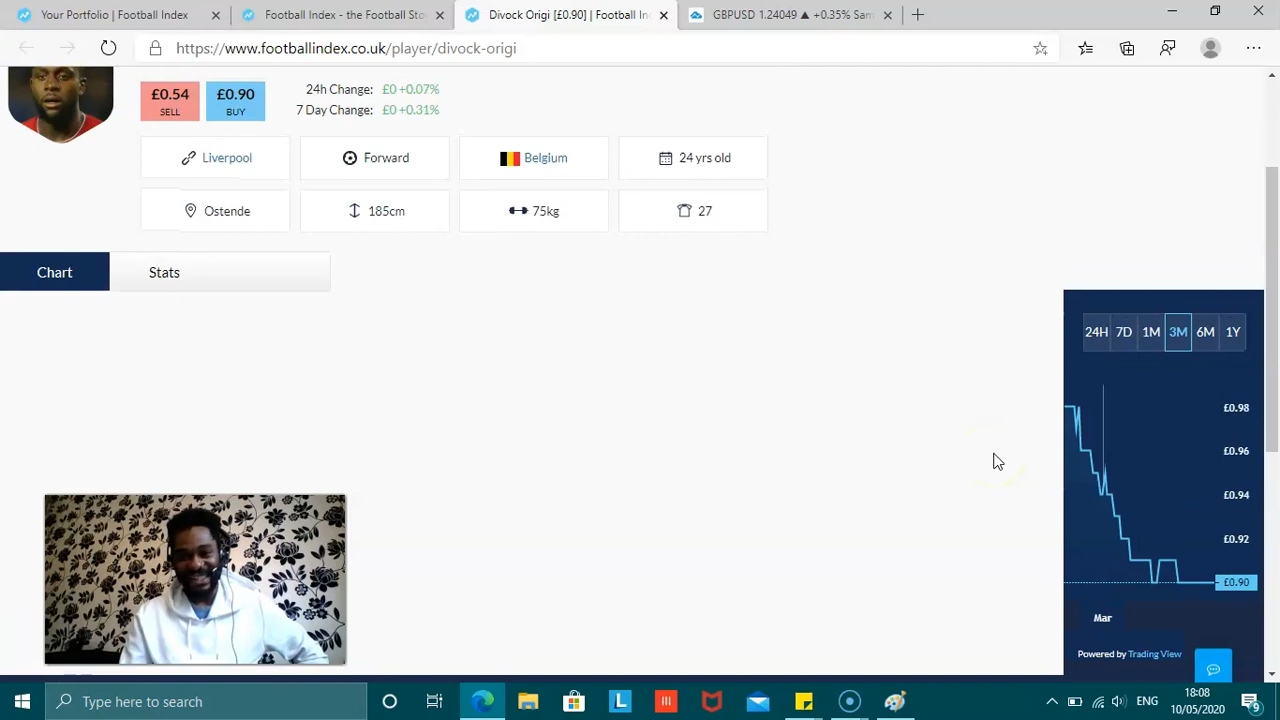 Your Portfolio | Football Index
Football Index - the Football Sto
Divock Origi [£0.90] | Football In
GBPUSD 1.24049 ▲ +0.35% Sam
https://www.footballindex.co.uk/player/divock-origi
£0.54
SELL
£0.90
BUY
24h Change: £0 +0.07%
7 Day Change: £0 +0.31%
Liverpool
Forward
Belgium
24 yrs old
Ostende
185cm
75kg
27
Chart
Stats
24H 7D 1M 3M 6M 1Y
£0.98
£0.96
£0.94
£0.92
£0.90
Mar
Powered by Trading View
Type here to search
L
ENG
18:08
10/05/2020
9